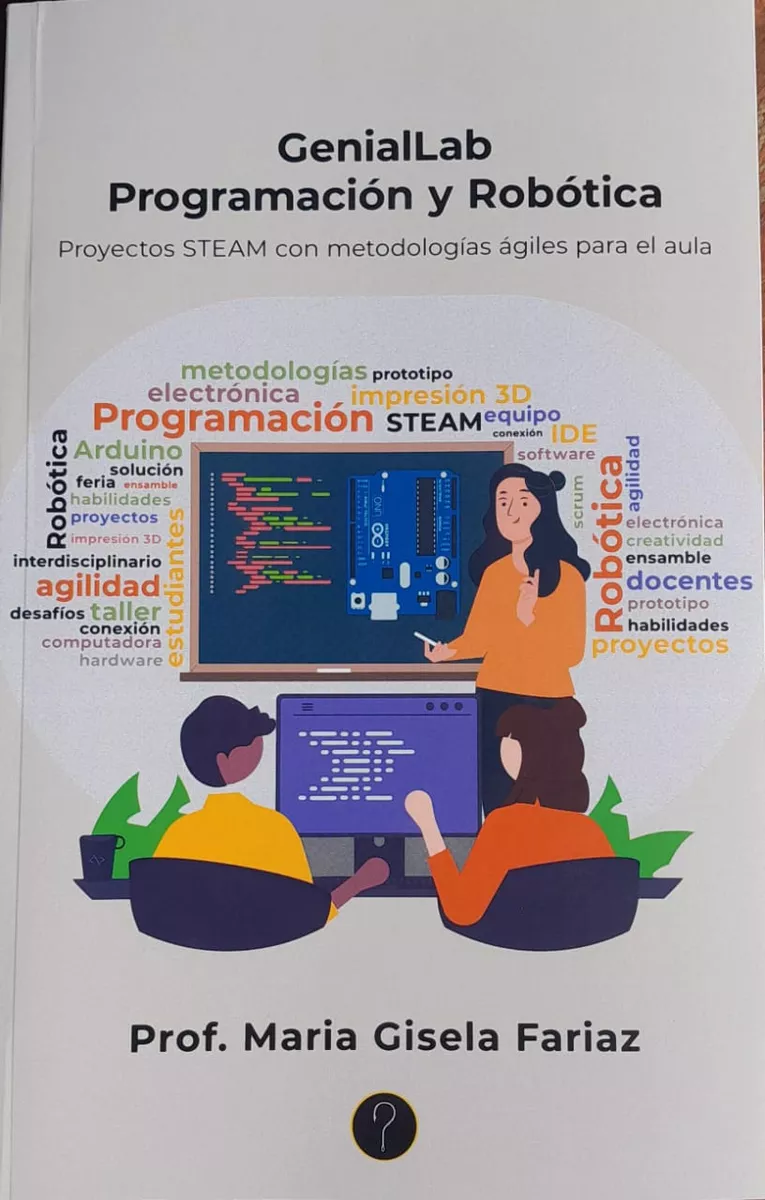 GenialLab
Programación y Robótica
Proyectos STEAM con metodologías ágiles para el aula
metodologías prototipo
electrónica impresión 3D
Programación STEAM equipo
conexión IDE
software
Robótica
Arduino
solución
feria ensamble
habilidades
proyectos
impresión 3D
interdisciplinario
agilidad
desafíos taller
conexión
computadora
hardware
estudiantes
UNO
ARDUINO
scrum
Robótica
agilidad
electrónica
creatividad
ensamble
docentes
prototipo
habilidades
proyectos
Prof. Maria Gisela Fariaz